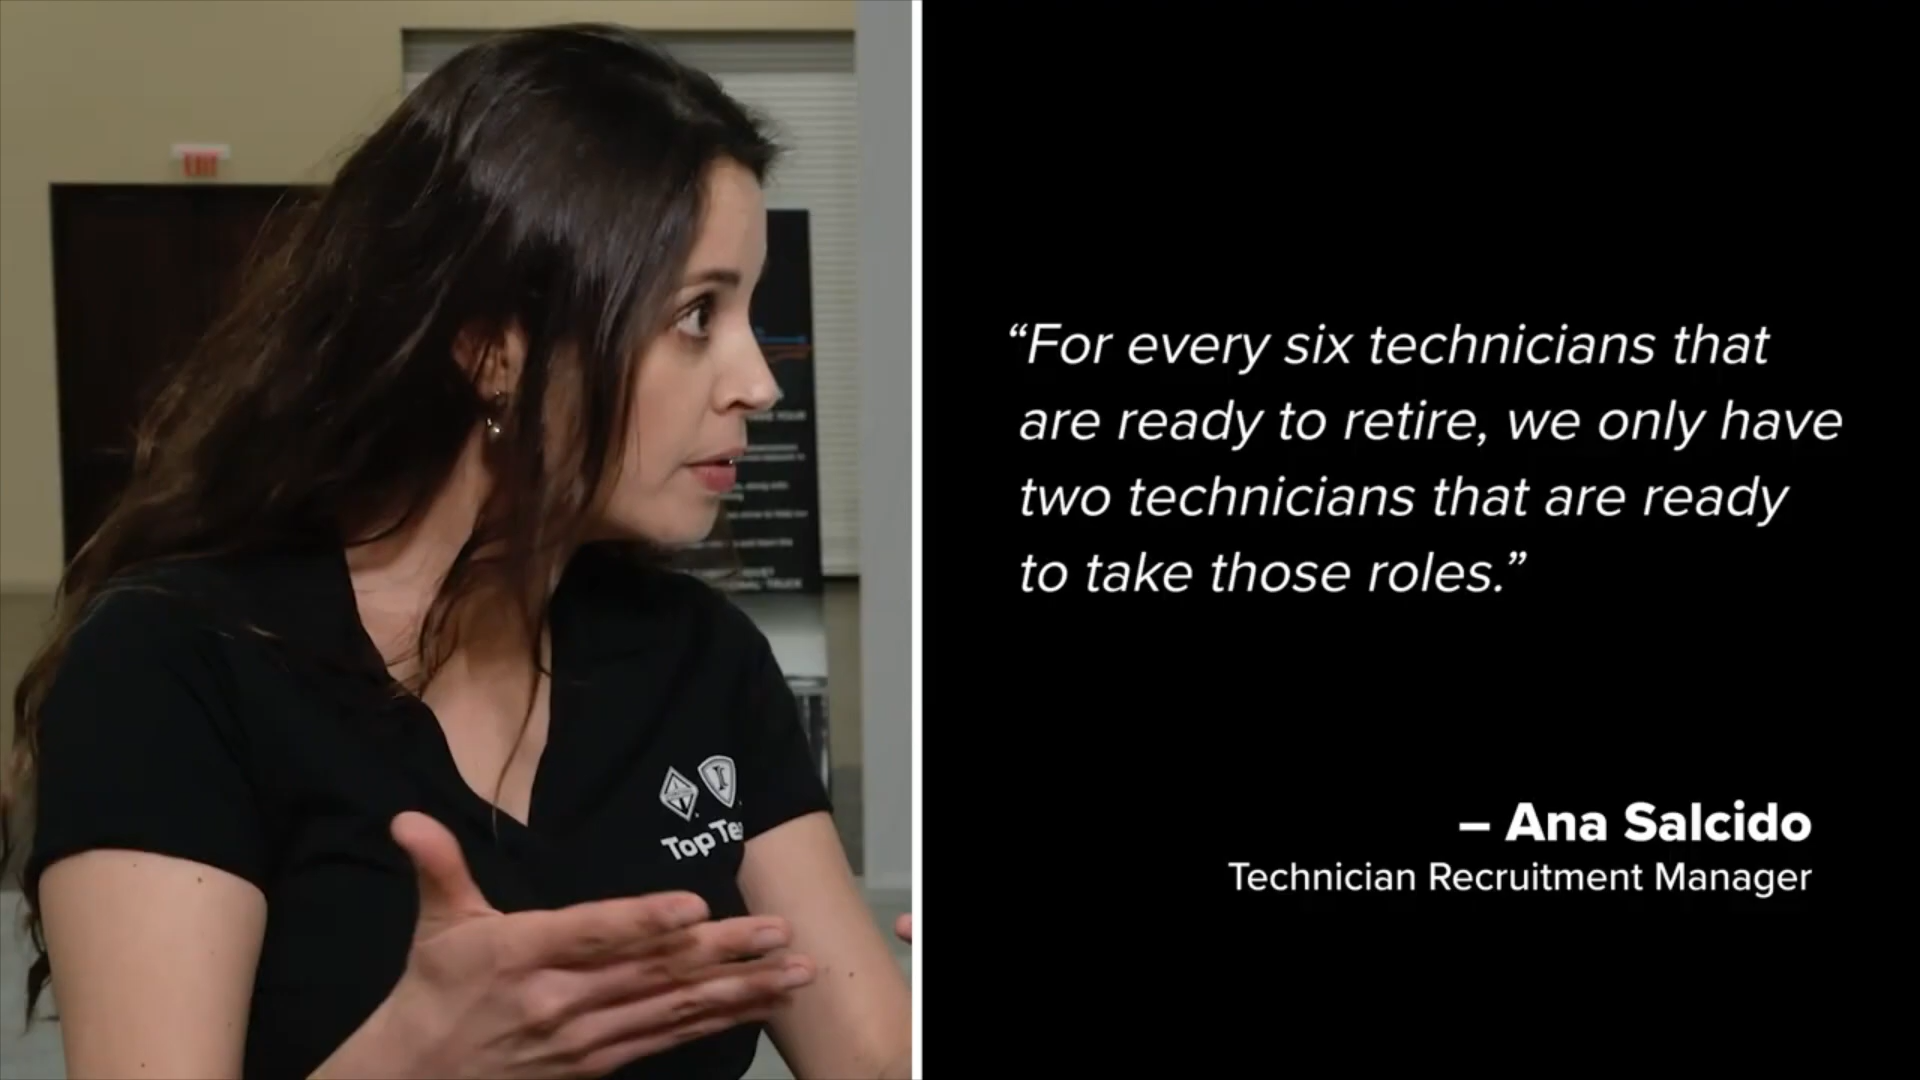 EXIT
Top Te
“For every six technicians that
are ready to retire, we only have
two technicians that are ready
to take those roles.”
– Ana Salcido
Technician Recruitment Manager